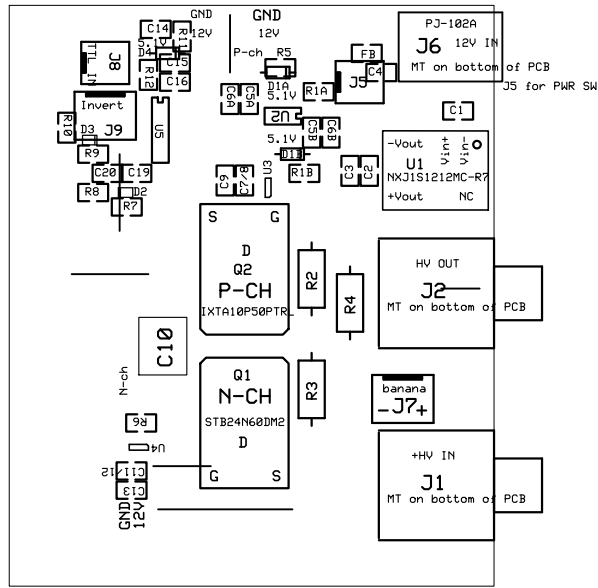 C14
5.1V
D4
R11
C15
C16
R12
GND
12V
P-ch
GND
12V
R5
D1A
5.1V
R1A
C6A
C5A
U2
5.1V
C5B
C6B
D1B
R1B
FB
C4
J5
PJ-102A
J6 12V IN
MT on bottom of PCB
J5 for PWR SW
TTL IN
J8
Invert
J9
R10
D3
R9
U5
C20
C19
R8
D2
R7
C9
C7/8
U3
C3
C2
C1
-Vout
Vin+
Vin-
U1
NXJ1S1212MC-R7
+Vout
NC
S G
D
Q2
P-CH
IXTA10P50PTRL
R2
R4
HV OUT
J2
MT on bottom of PCB
C10
N-ch
Q1
N-CH
STB24N60DM2
D
G S
R3
banana
-J7+
R6
U4
C11/12
C13
GND
12V
+HV IN
J1
MT on bottom of PCB